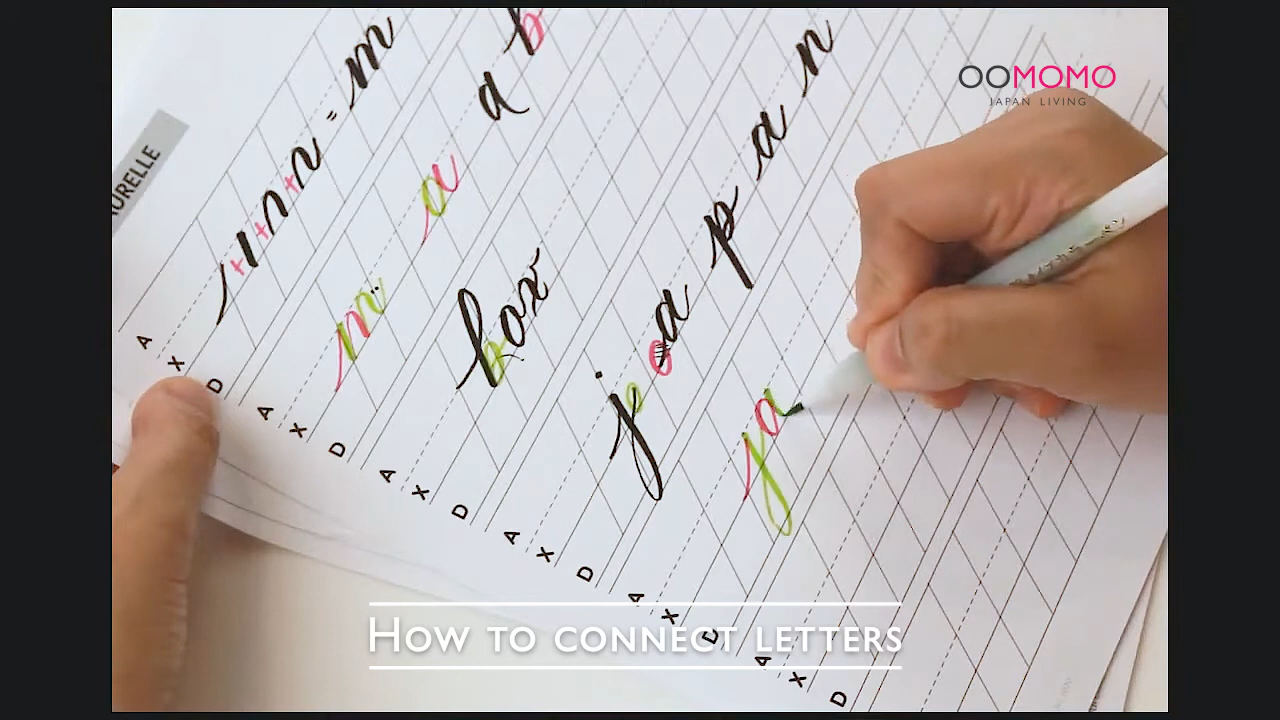 OOMOMO
JAPAN LIVING
URELLE
+ + n + n = m
m a a b
box
j a p a n
ja
A
X
D
A
X
D
A
X
D
A
X
D
A
X
D
A
X
D
HOW TO CONNECT LETTERS